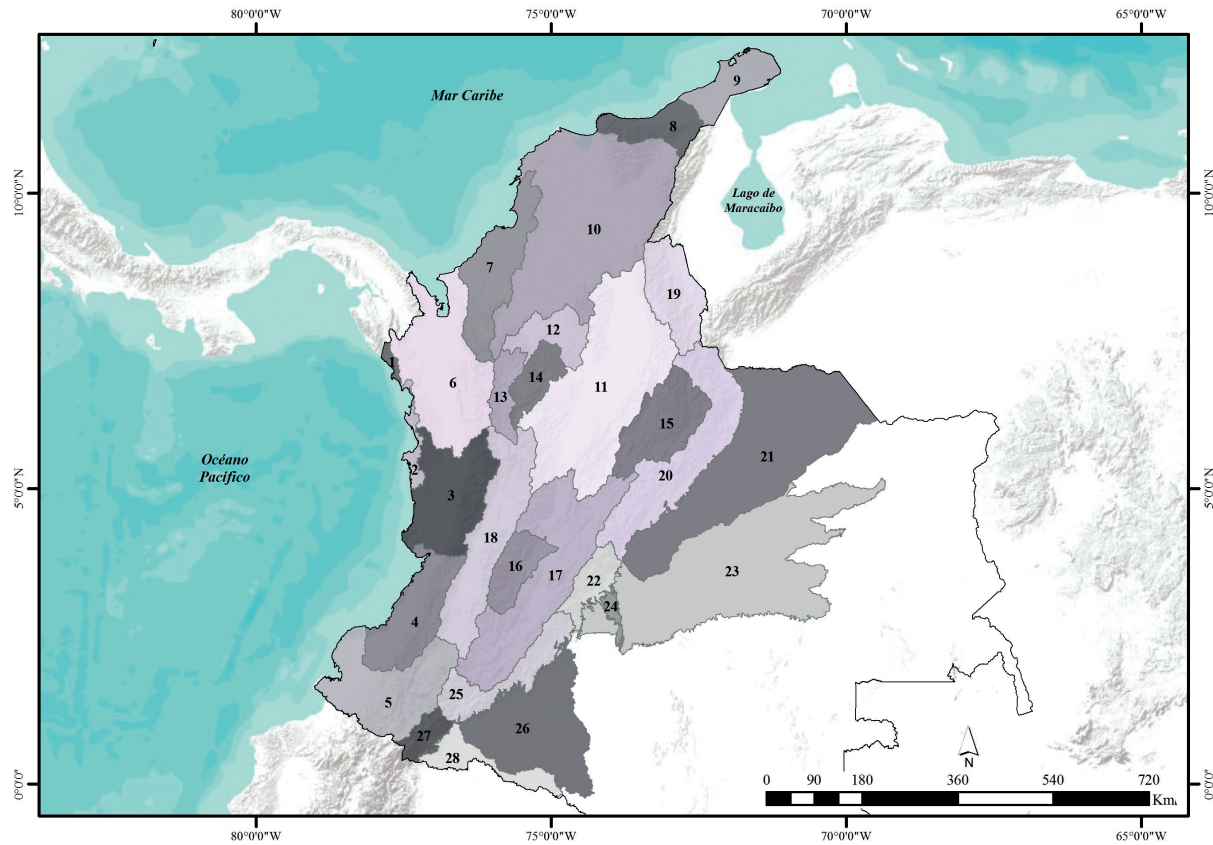 80°0'0"W
75°0'0"W
70°0'0"W
65°0'0"W
Mar Caribe
9
8
10°0'0"N
10°0'0"N
Lago de
Maracaibo
10
7
19
12
1
6
14
11
13
15
Océano
Pacífico
2
20
21
5°0'0"N
5°0'0"N
3
18
16
17
22
23
24
4
25
5
26
27
28
N
0°0'0"
0°0'0"
0
90
180
360
540
720
Km
80°0'0"W
75°0'0"W
70°0'0"W
65°0'0"W